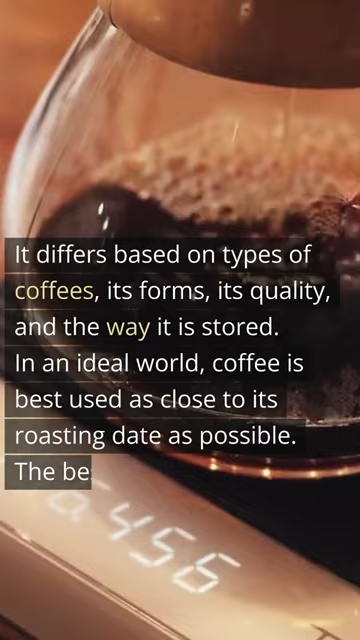 It differs based on types of
coffees, its forms, its quality,
and the way it is stored.
In an ideal world, coffee is
best used as close to its
roasting date as possible.
The be
456